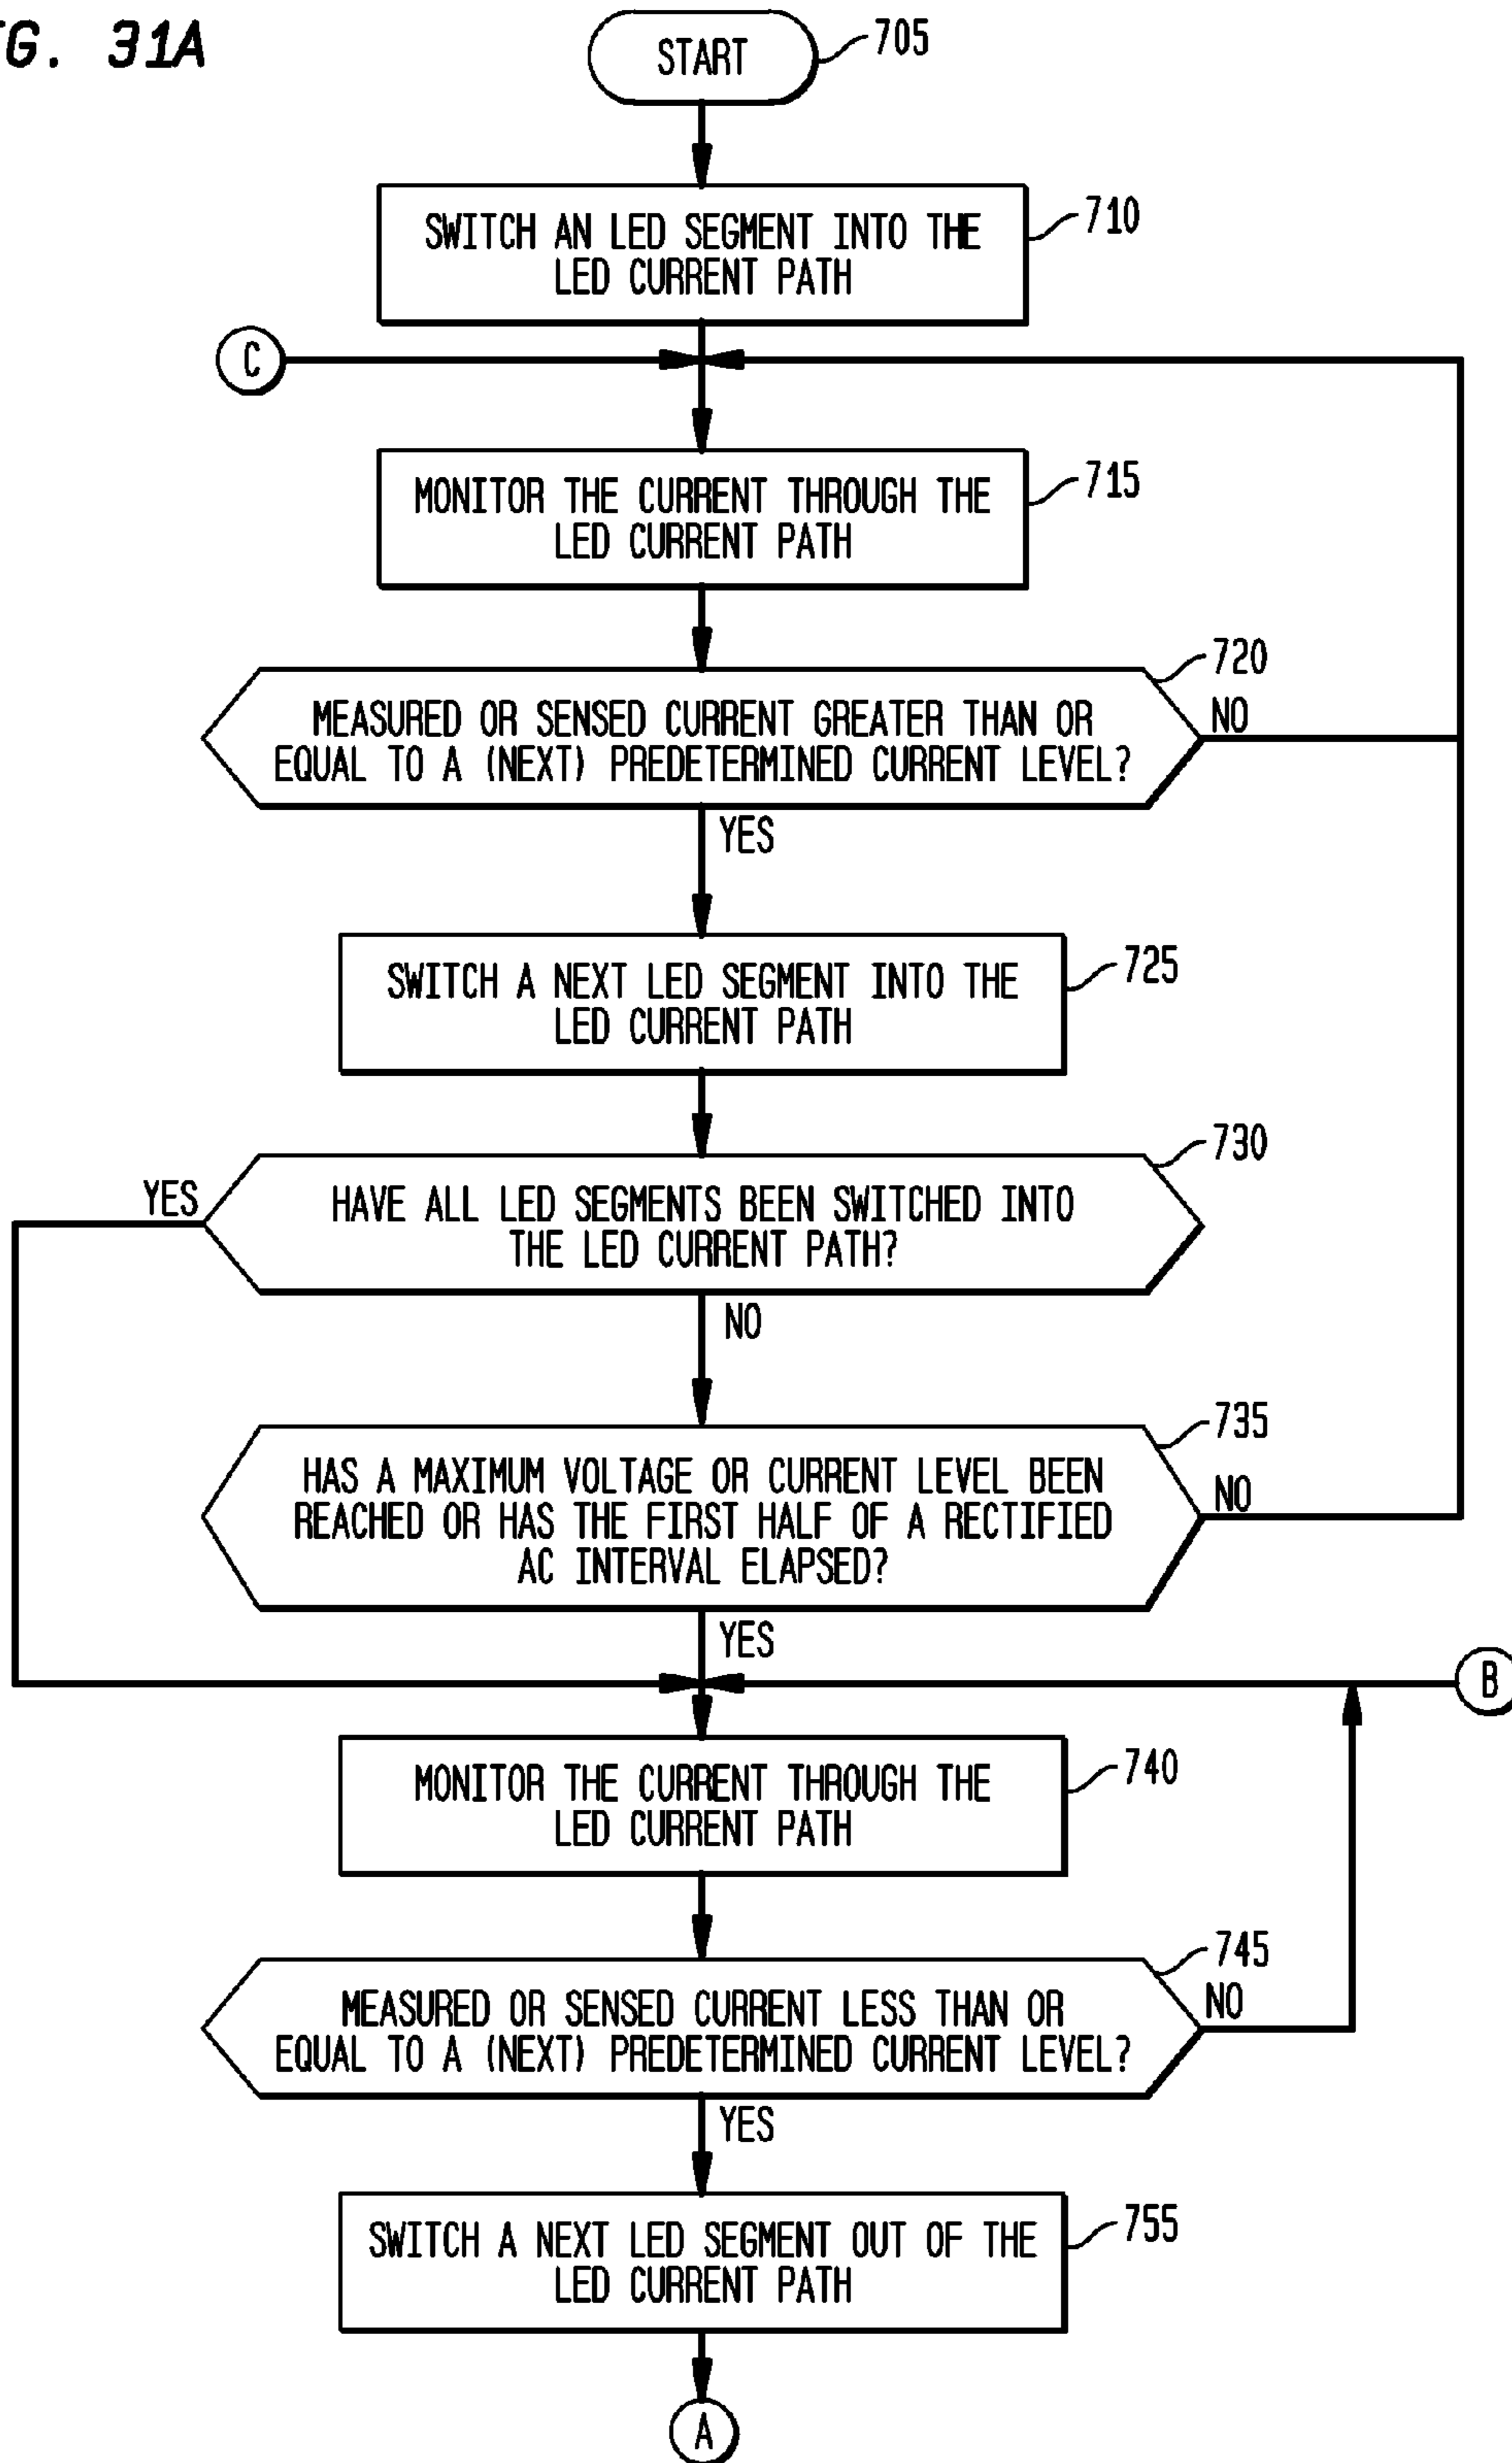 G. 31A
START
705
SWITCH AN LED SEGMENT INTO THE
LED CURRENT PATH
710
C
MONITOR THE CURRENT THROUGH THE
LED CURRENT PATH
715
720
MEASURED OR SENSED CURRENT GREATER THAN OR
EQUAL TO A (NEXT) PREDETERMINED CURRENT LEVEL?
NO
YES
SWITCH A NEXT LED SEGMENT INTO THE
LED CURRENT PATH
725
730
YES
HAVE ALL LED SEGMENTS BEEN SWITCHED INTO
THE LED CURRENT PATH?
NO
735
HAS A MAXIMUM VOLTAGE OR CURRENT LEVEL BEEN
REACHED OR HAS THE FIRST HALF OF A RECTIFIED
AC INTERVAL ELAPSED?
NO
YES
B
MONITOR THE CURRENT THROUGH THE
LED CURRENT PATH
740
745
MEASURED OR SENSED CURRENT LESS THAN OR
EQUAL TO A (NEXT) PREDETERMINED CURRENT LEVEL?
NO
YES
SWITCH A NEXT LED SEGMENT OUT OF THE
LED CURRENT PATH
755
A